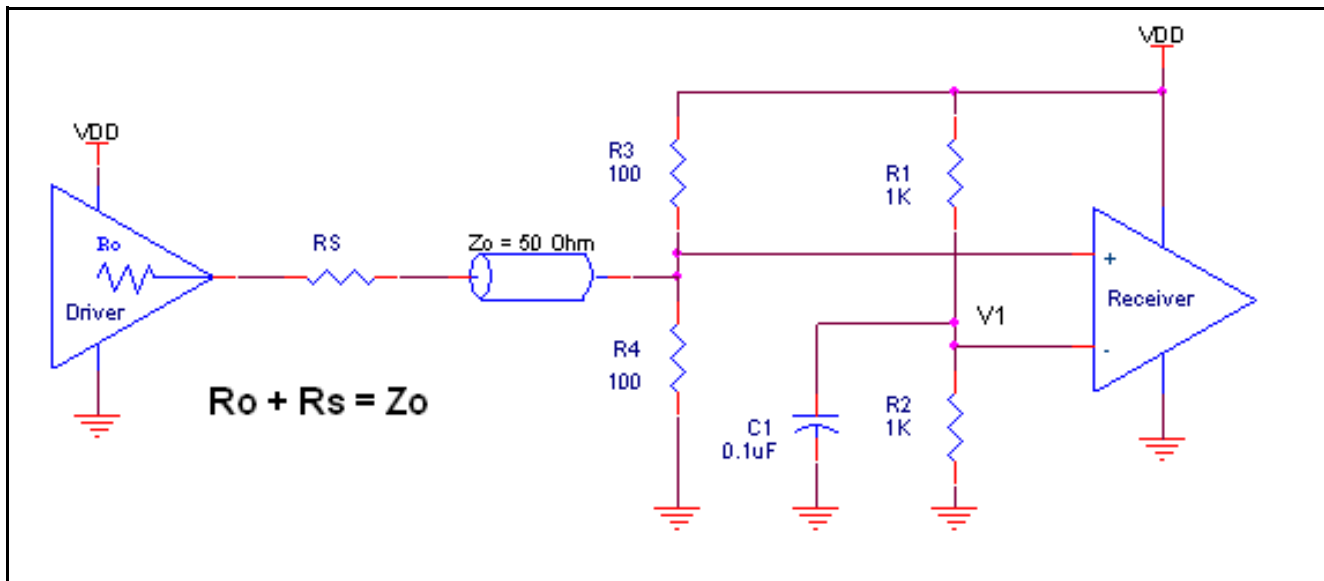 VDD
VDD
R3
100
R1
1K
Ro
RS
Zo = 50 Ohm
+
Driver
Receiver
V1
-
R4
100
Ro + Rs = Zo
R2
1K
C1
0.1uF